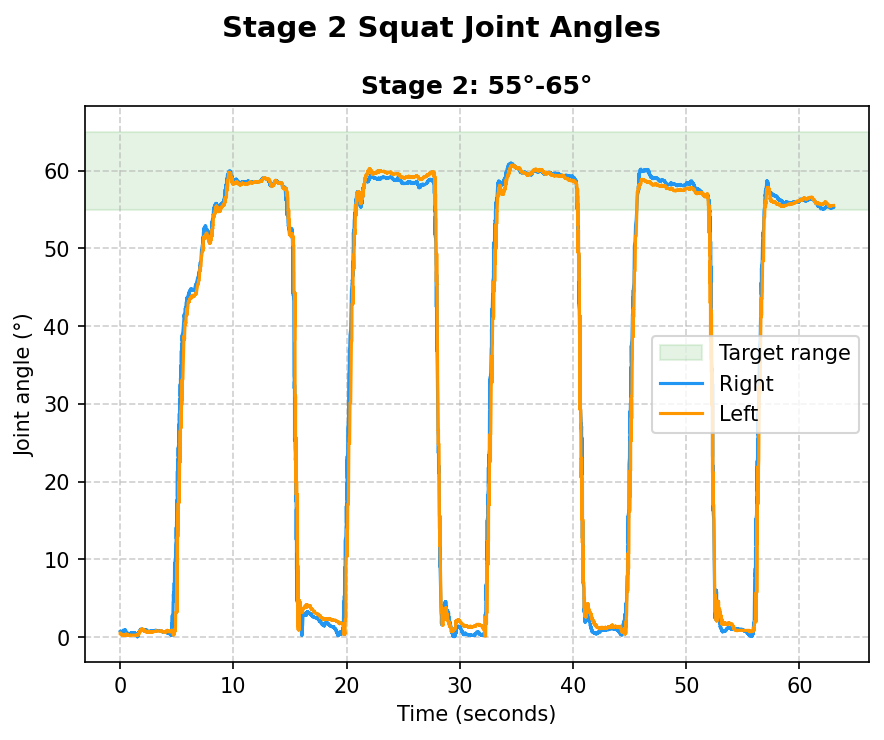 Stage 2 Squat Joint Angles
Stage 2: 55°-65°
Joint angle (°)
60
50
40
30
20
10
0
Target range
Right
Left
0 10 20 30 40 50 60
Time (seconds)